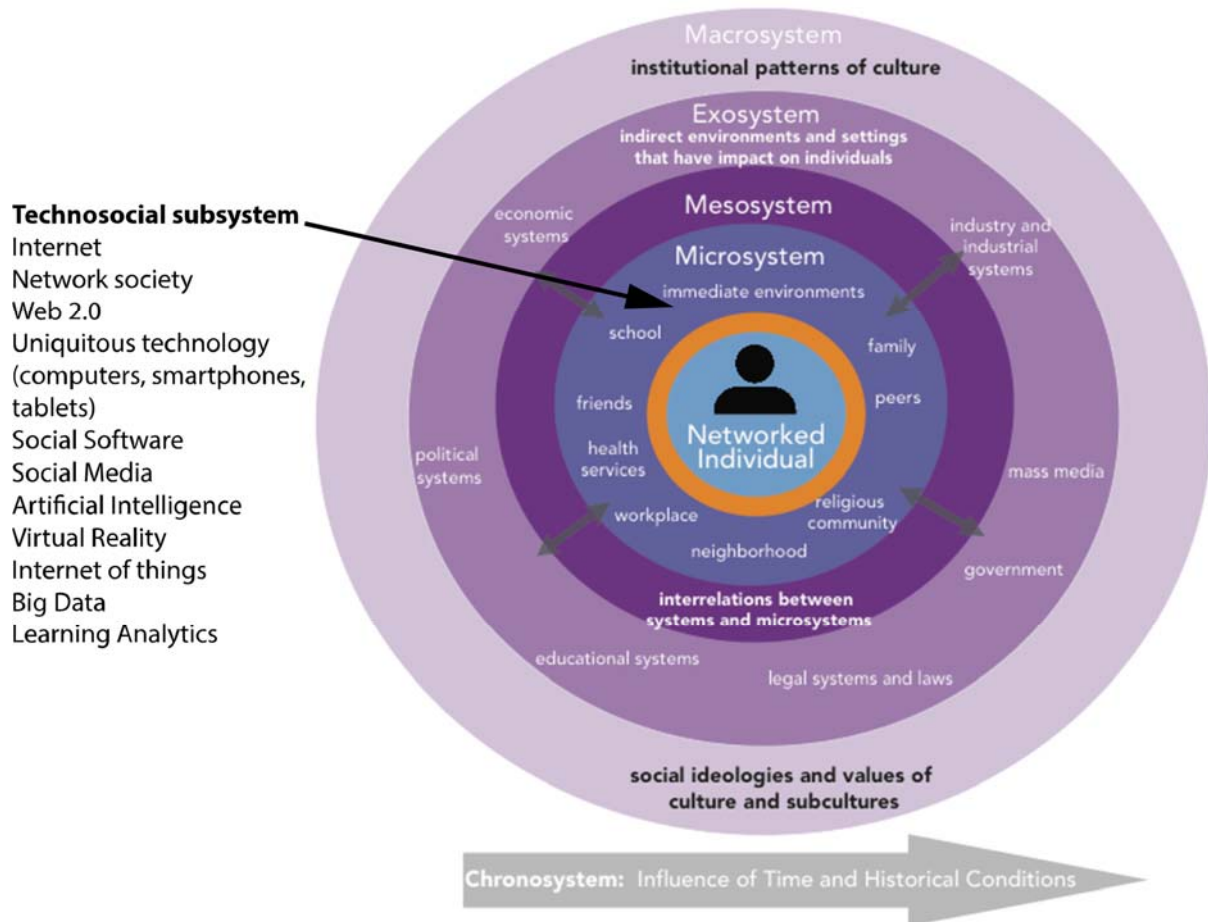 Macrosystem
institutional patterns of culture
Exosystem
indirect environments and settings
that have impact on individuals
Technosocial subsystem
Internet
Network society
Web 2.0
Uniquitous technology
(computers, smartphones,
tablets)
Social Software
Social Media
Artificial Intelligence
Virtual Reality
Internet of things
Big Data
Learning Analytics
economic
systems
Mesosystem
industry and
industrial
systems
Microsystem
immediate environments
school
family
friends
peers
Networked
Individual
health
services
political
systems
mass media
workplace
religious
community
neighborhood
government
interrelations between
systems and microsystems
educational systems
legal systems and laws
social ideologies and values of
culture and subcultures
Chronosystem: Influence of Time and Historical Conditions